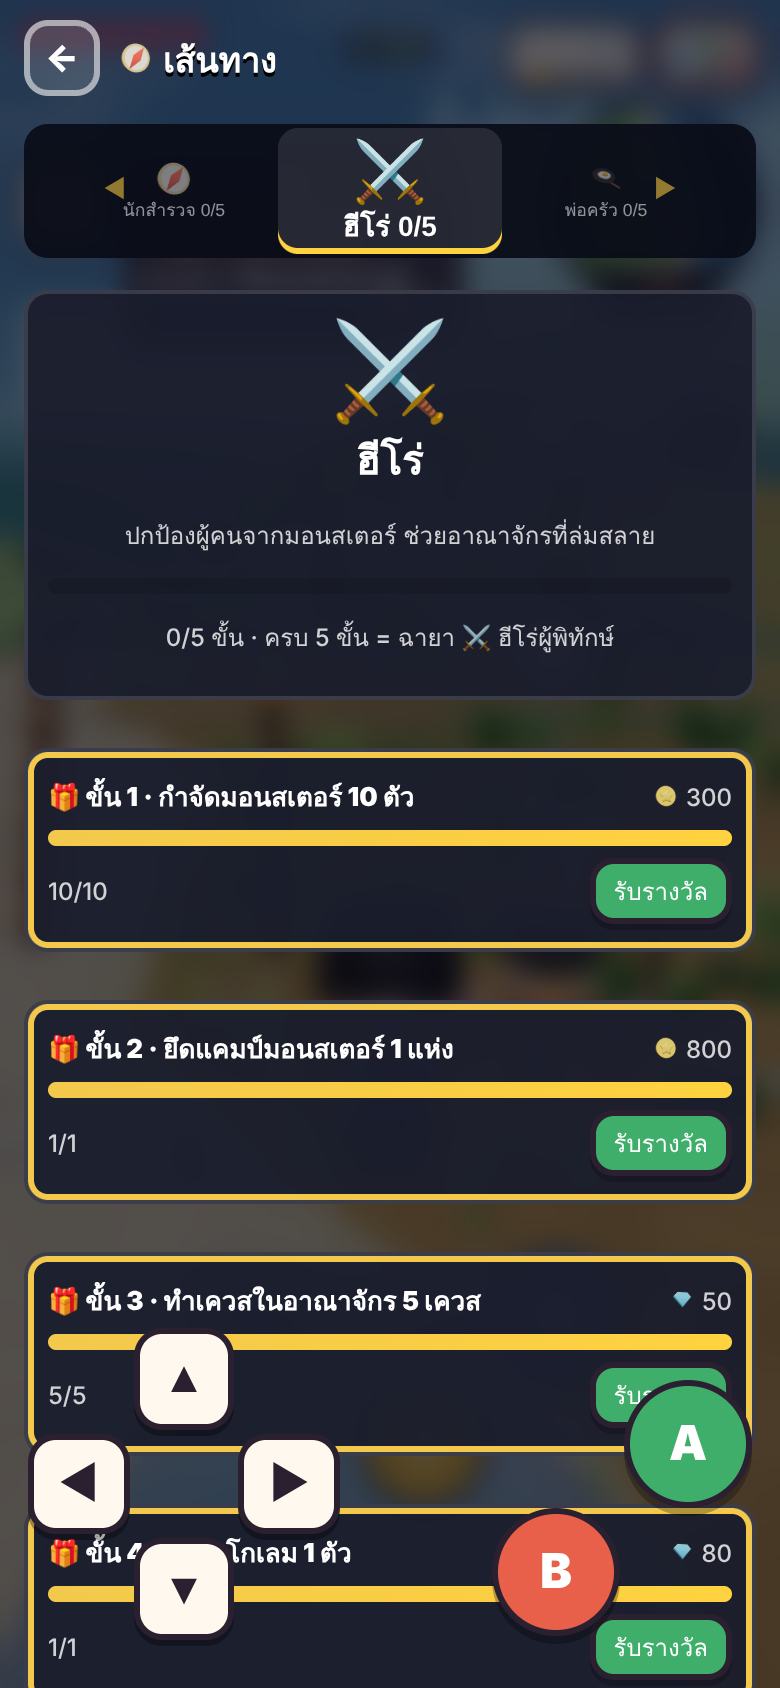 เส้นทาง
นักสำรวจ 0/5
ฮีโร่ 0/5
พ่อครัว 0/5
ฮีโร่
ปกป้องผู้คนจากมอนสเตอร์ ช่วยอาณาจักรที่ล่มสลาย
0/5 ขั้น · ครบ 5 ขั้น = ฉายา ⚔️ ฮีโร่ผู้พิทักษ์
ขั้น 1 · กำจัดมอนสเตอร์ 10 ตัว 300
10/10 รับรางวัล
ขั้น 2 · ยึดแคมป์มอนสเตอร์ 1 แห่ง 800
1/1 รับรางวัล
ขั้น 3 · ทำเควสในอาณาจักร 5 เควส 50
5/5
A
ขั้น 4 โกเลม 1 ตัว 80
B
1/1 รับรางวัล